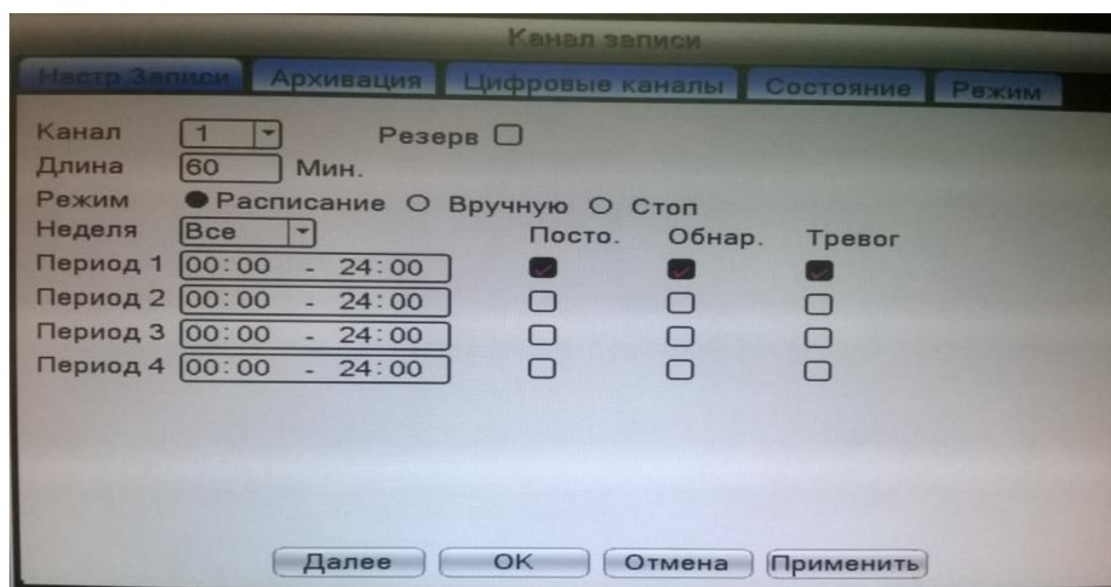 Канал записи
Настр Записи Архивация Цифровые каналы Состояние Режим
Канал 1 Резерв
Длина 60 Мин.
Режим Расписание Вручную Стоп
Неделя Все Посто. Обнар. Тревог
Период 1 00:00 - 24:00
Период 2 00:00 - 24:00
Период 3 00:00 - 24:00
Период 4 00:00 - 24:00
Далее OK Отмена Применить